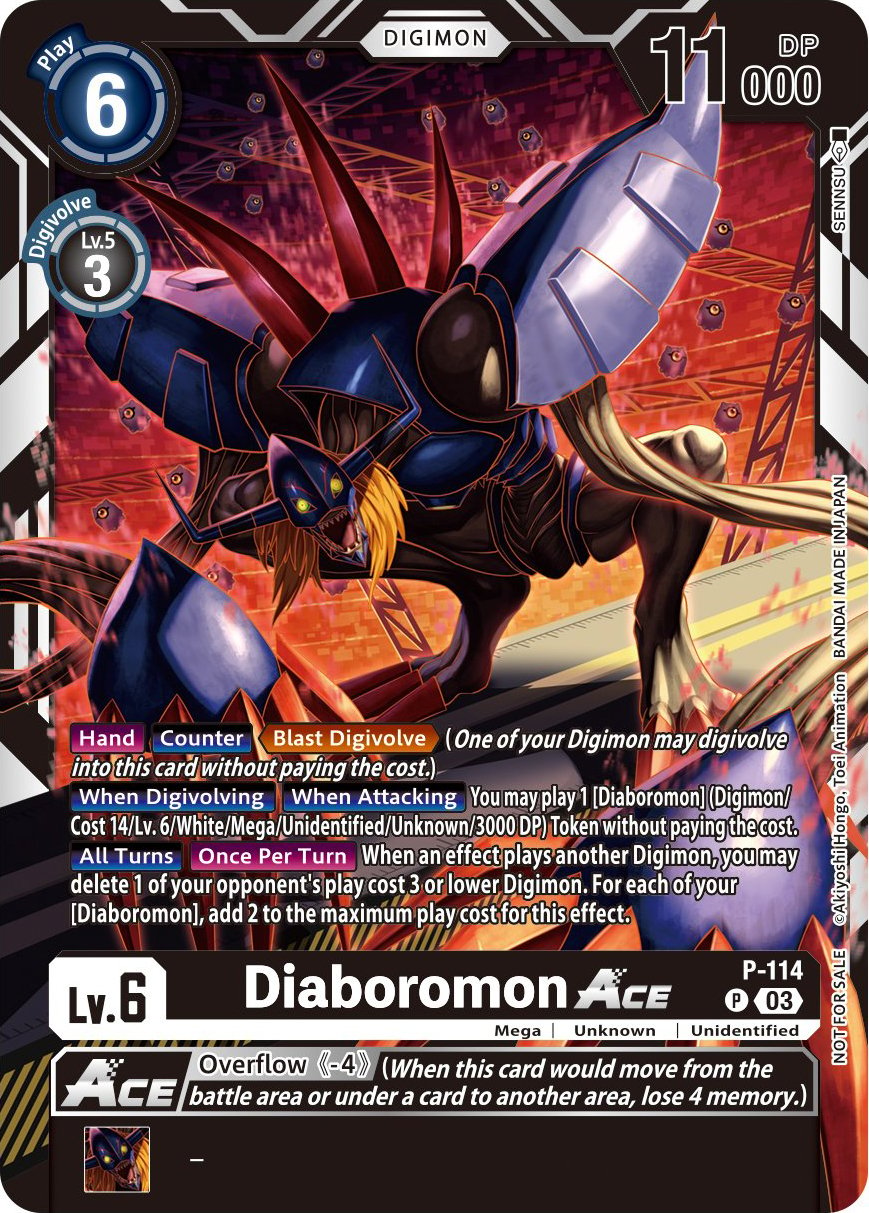 DIGIMON
Play
6
11 000 DP
Digivolve
Lv.5
3
SENNSU
Hand Counter Blast Digivolve (One of your Digimon may digivolve
into this card without paying the cost.)
When Digivolving When Attacking You may play 1 [Diaboromon] (Digimon/
Cost 14/Lv. 6/White/Mega/Unidentified/Unknown/3000 DP) Token without paying the cost.
All Turns Once Per Turn When an effect plays another Digimon, you may
delete 1 of your opponent's play cost 3 or lower Digimon. For each of your
[Diaboromon], add 2 to the maximum play cost for this effect.
NOT FOR SALE ©Akiyoshi Hongo, Toei Animation BANDAI MADE IN JAPAN
Lv.6
Diaboromon ACE
P-114
P 03
Mega | Unknown | Unidentified
ACE
Overflow 《-4》 (When this card would move from the
battle area or under a card to another area, lose 4 memory.)
–